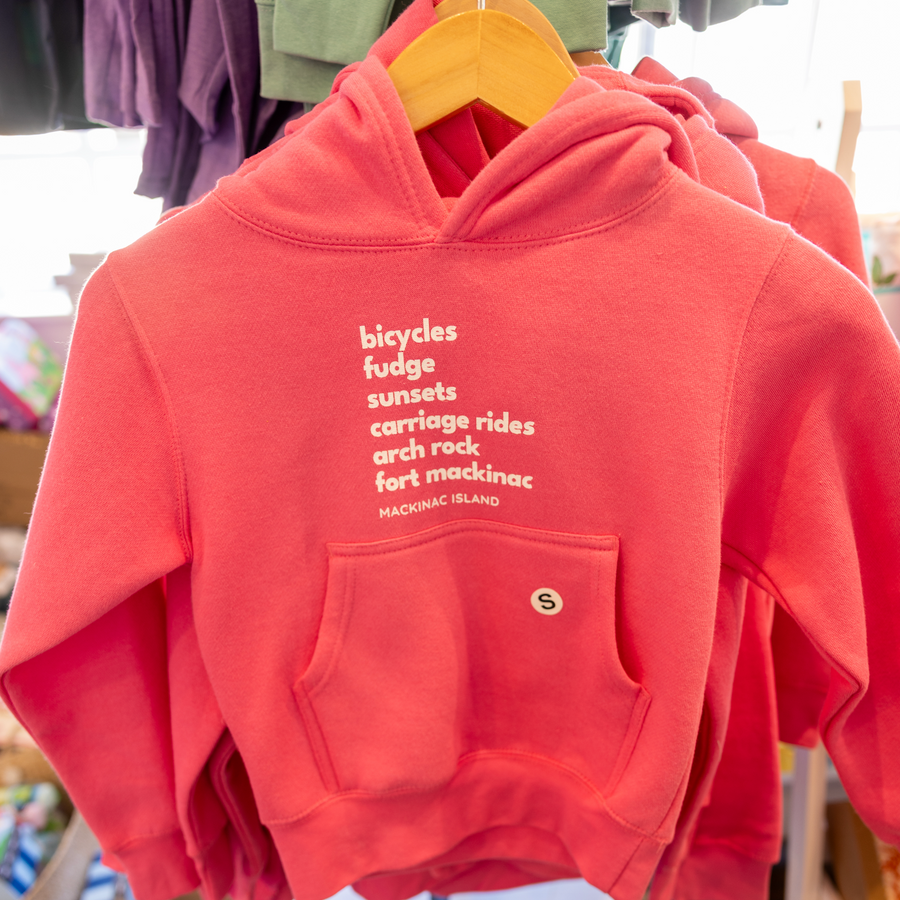 bicycles
fudge
sunsets
carriage rides
arch rock
fort mackinac
MACKINAC ISLAND
S